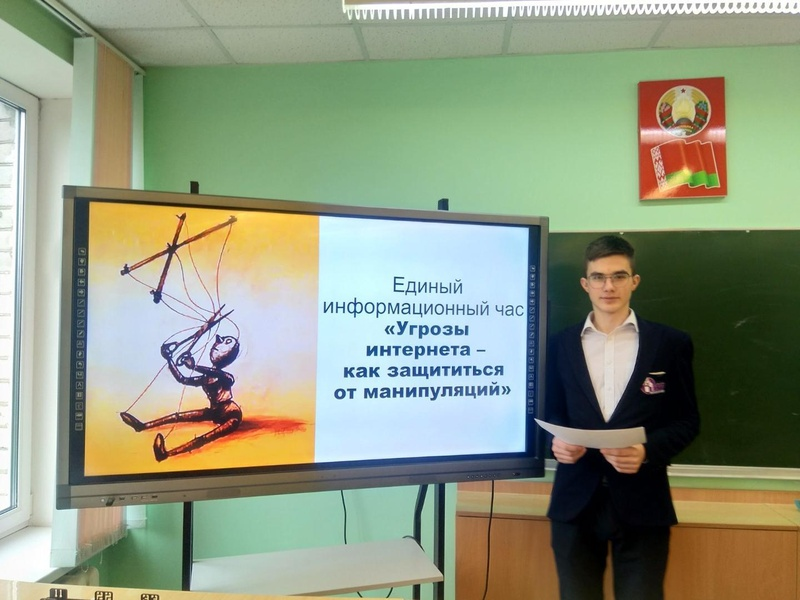 Единый
информационный час
«Угрозы
интернета –
как защититься
от манипуляций»